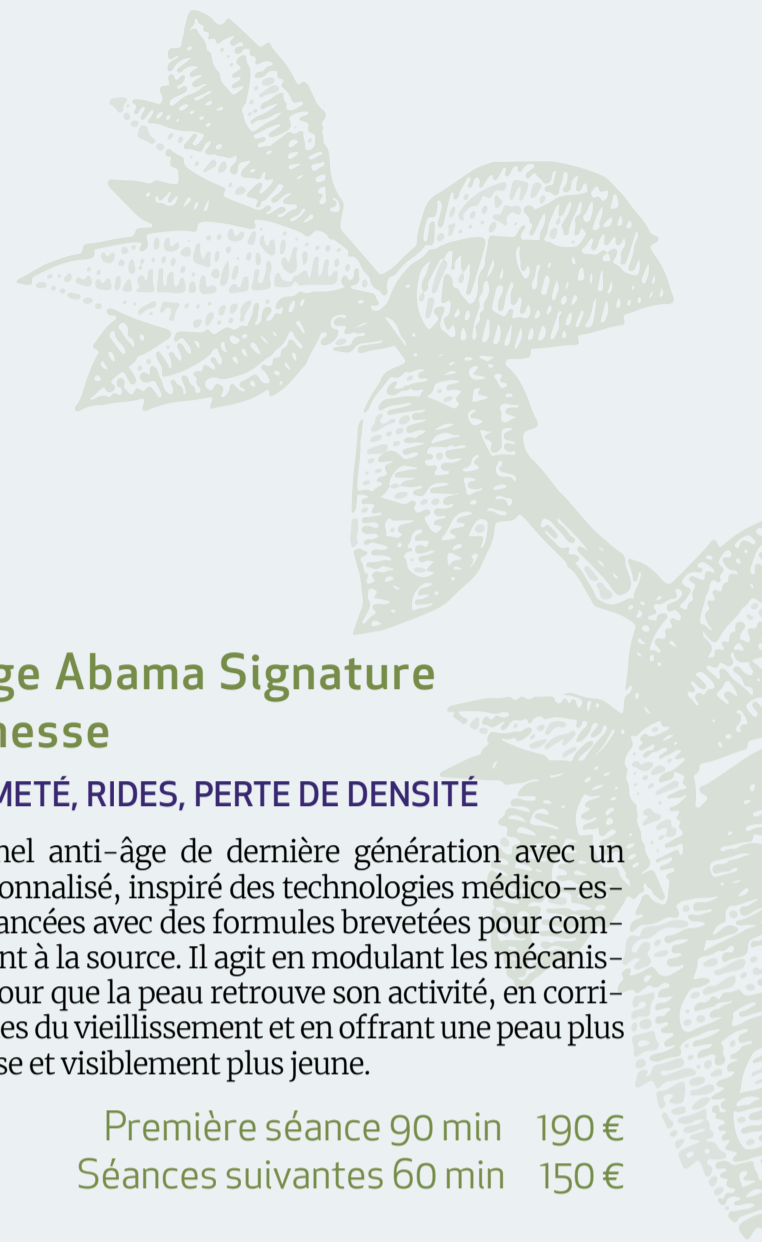 ge Abama Signature
nesse
METÉ, RIDES, PERTE DE DENSITÉ
nel anti-âge de dernière génération avec un
onnalisé, inspiré des technologies médico-es-
ancées avec des formules brevetées pour com-
nt à la source. Il agit en modulant les mécanis-
our que la peau retrouve son activité, en corri-
es du vieillissement et en offrant une peau plus
se et visiblement plus jeune.
Première séance 90 min 190 €
Séances suivantes 60 min 150 €